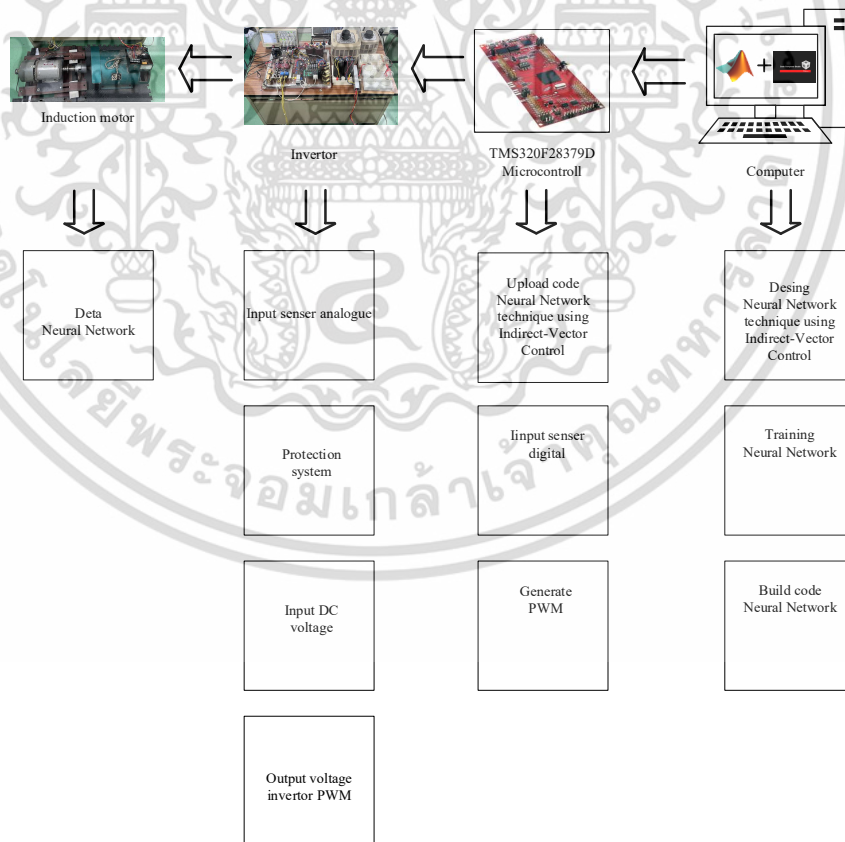 Induction motor
Invertor
TMS320F28379D
Microcontroll
Computer
Deta
Neural Network
Input senser analogue
Upload code
Neural Network
technique using
Indirect-Vector
Control
Desing
Neural Network
technique using
Indirect-Vector
Control
Protection
system
Iinput senser
digital
Training
Neural Network
Input DC
voltage
Generate
PWM
Build code
Neural Network
Output voltage
invertor PWM